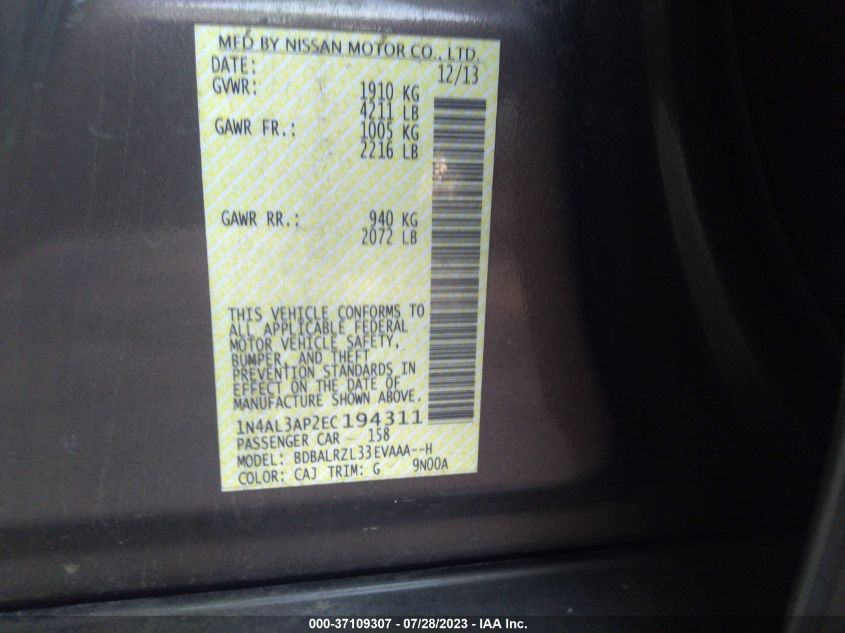 MFD BY NISSAN MOTOR CO., LTD.
DATE: 12/13
GVWR: 1910 KG
4211 LB
GAWR FR.: 1005 KG
2216 LB
GAWR RR.: 940 KG
2072 LB
THIS VEHICLE CONFORMS TO
ALL APPLICABLE FEDERAL
MOTOR VEHICLE SAFETY,
BUMPER, AND THEFT
PREVENTION STANDARDS IN
EFFECT ON THE DATE OF
MANUFACTURE SHOWN ABOVE.
1N4AL3AP2EC194311
PASSENGER CAR 158
MODEL: BDBALRZL33EVAAA--H
COLOR: CAJ TRIM: G 9N00A
000-37109307 - 07/28/2023 - IAA Inc.